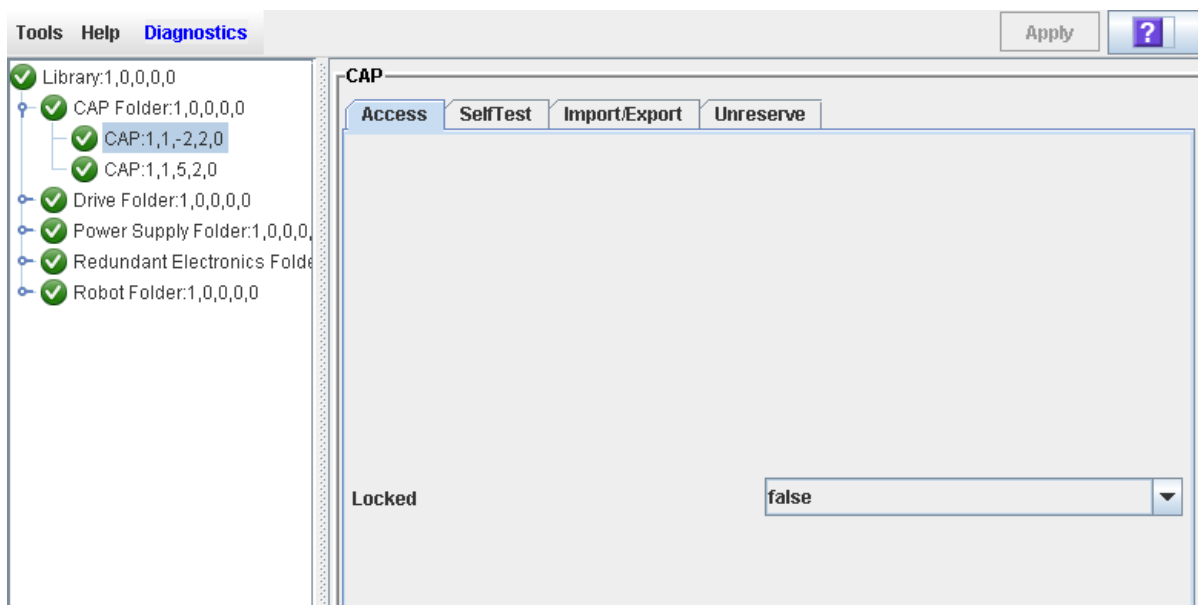 Tools Help Diagnostics
Apply
?
Library:1,0,0,0,0
CAP Folder:1,0,0,0,0
CAP:1,1,-2,2,0
CAP:1,1,5,2,0
Drive Folder:1,0,0,0,0
Power Supply Folder:1,0,0,0,
Redundant Electronics Folde
Robot Folder:1,0,0,0,0
CAP
Access SelfTest Import/Export Unreserve
Locked false